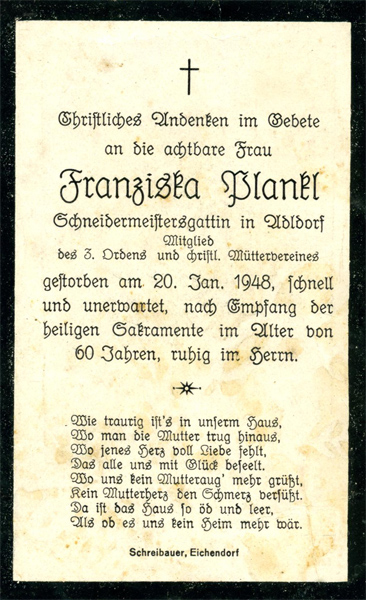 Christliches Andenken im Gebete
an die achtbare Frau
Franziska Plankl
Schneidermeistersgattin in Adldorf
Mitglied
des 3. Ordens und christl. Müttervereines
gestorben am 20. Jan. 1948, schnell
und unerwartet, nach Empfang der
heiligen Sakramente im Alter von
60 Jahren, ruhig im Herrn.
Wie traurig ist's in unserm Haus,
Wo man die Mutter trug hinaus,
Wo jenes Herz voll Liebe fehlt,
Das alle uns mit Glück beseelt.
Wo uns kein Mutteraug' mehr grüßt,
Kein Mutterherz den Schmerz versüßt.
Da ist das Haus so öd und leer,
Als ob es uns kein Heim mehr wär.
Schreibauer, Eichendorf